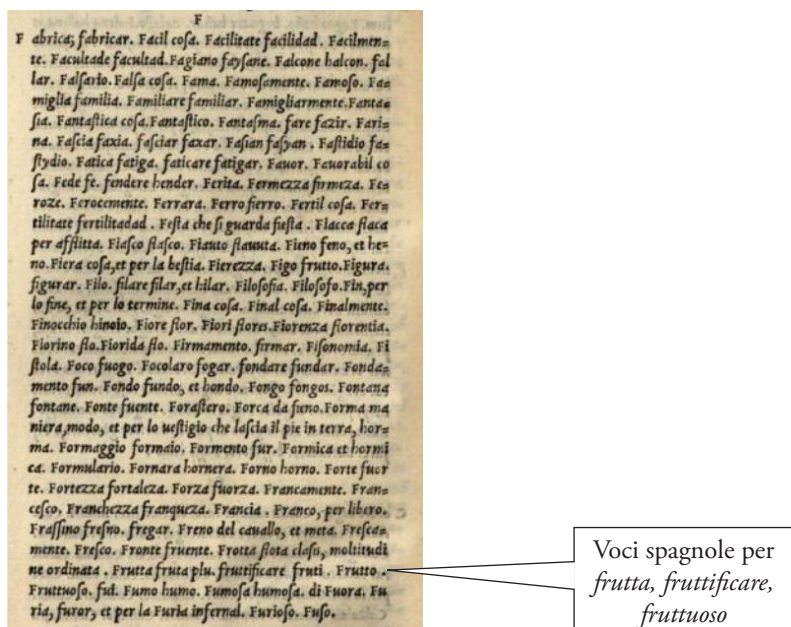 F
F abrica, fabricar. Facil coſa. Facilitate facilidad. Facilmen=
te. Facultade facultad. Fagiano fayſane. Falcone halcon. fal
lar. Falſario. Falſa coſa. Fama. Famoſamente. Famoſo. Fa=
miglia familia. Familiare familiar. Famigliarmente. Fanta=
ſia. Fantaſtica coſa. Fantaſtico. Fantaſma. fare fazir. Fari=
na. Faſcia faxia. faſciar faxar. Faſian faſyan. Faſtidio fa=
ſtydio. Fatica fatiga. faticare fatigar. Fauor. Fauorabil co
ſa. Fede fe. fendere hender. Ferita. Fermezza firmeza. Fe=
roze. Ferocemente. Ferrara. Ferro fierro. Fertil coſa. Fer=
tilitate fertilitadad. Feſta che ſi guarda fieſta. Fiacca flaca
per afflitta. Fiaſco flaſco. Fiauto flauuta. Fieno feno, et he=
no. Fiera coſa, et per la beſtia. Fierezza. Figo frutto. Figura.
figurar. Filo. filare filar, et hilar. Filoſofia. Filoſofo. Fin, per
lo fine, et per lo termine. Fina coſa. Final coſa. Finalmente.
Finocchio hinoio. Fiore flor. Fiori flores. Fiorenza florentia.
Fiorino flo. Fiorida flo. Firmamento. firmar. Fiſonomia. Fi
ſtola. Foco fuogo. Focolaro fogar. fondare fundar. Fonda=
mento fun. Fondo fundo, et hondo. Fongo fongos. Fontana
fontane. Fonte fuente. Foraſtero. Forca da fieno. Forma ma
niera, modo, et per lo ueſtigio che laſcia il pie in terra, hor=
ma. Formaggio formaio. Formento fur. Formica et hormi
ca. Formulario. Fornara hornera. Forno horno. Forte fuer
te. Fortezza fortaleza. Forza fuorza. Francamente. Fran=
ceſco. Franchezza franqueza. Francia. Franco, per libero.
Fraſſino freſno. fregar. Freno del cauallo, et meta. Freſca=
mente. Freſco. Fronte fruente. Frotta flota claſis, moltitudi
ne ordinata. Frutta fruta plu. fruttificare fruti. Frutto.
Fruttuoſo. fui. Fumo humo. Fumoſa humoſa. di Fuora. Fu
ria, furor, et per la Furia infernal. Furioſo. Fuſo.
Voci spagnole per
frutta, fruttificare,
fruttuoso